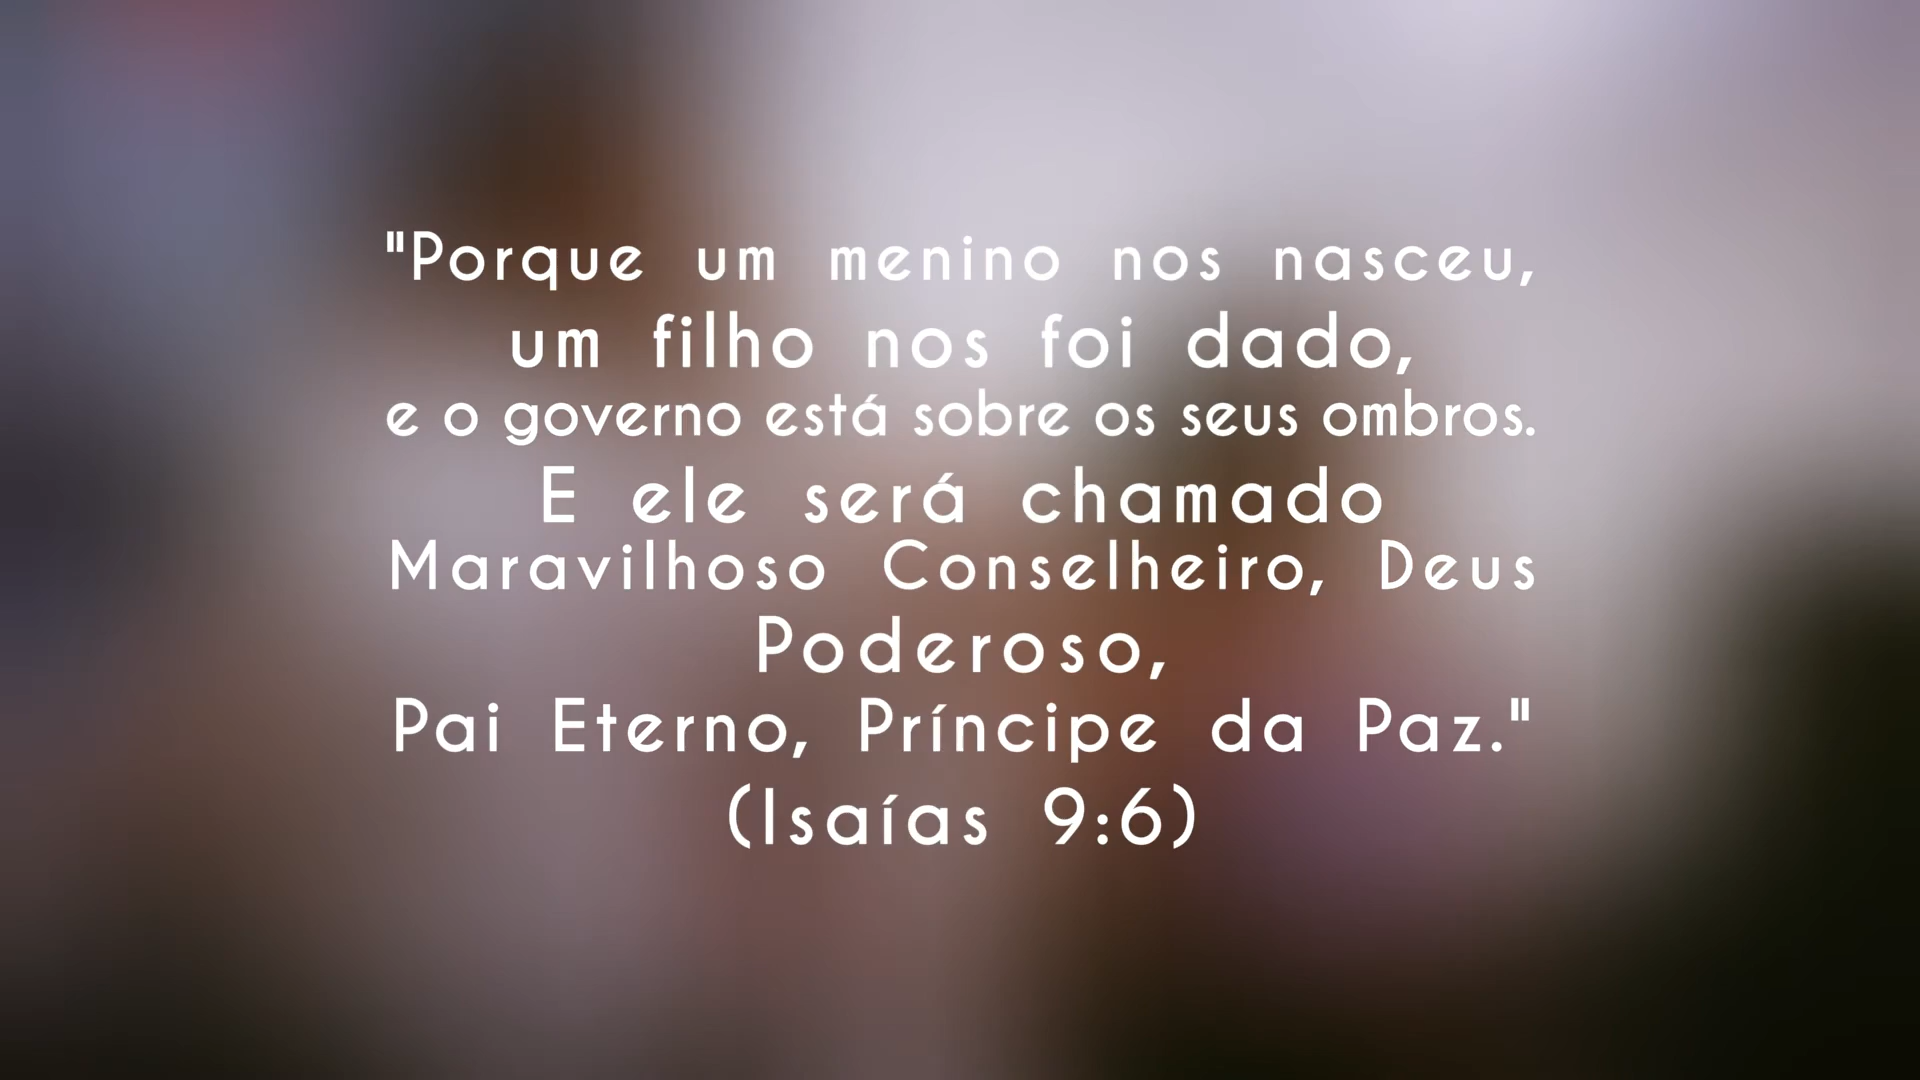 "Porque um menino nos nasceu,
um filho nos foi dado,
e o governo está sobre os seus ombros.
E ele será chamado
Maravilhoso Conselheiro, Deus
Poderoso,
Pai Eterno, Príncipe da Paz."
(Isaías 9:6)